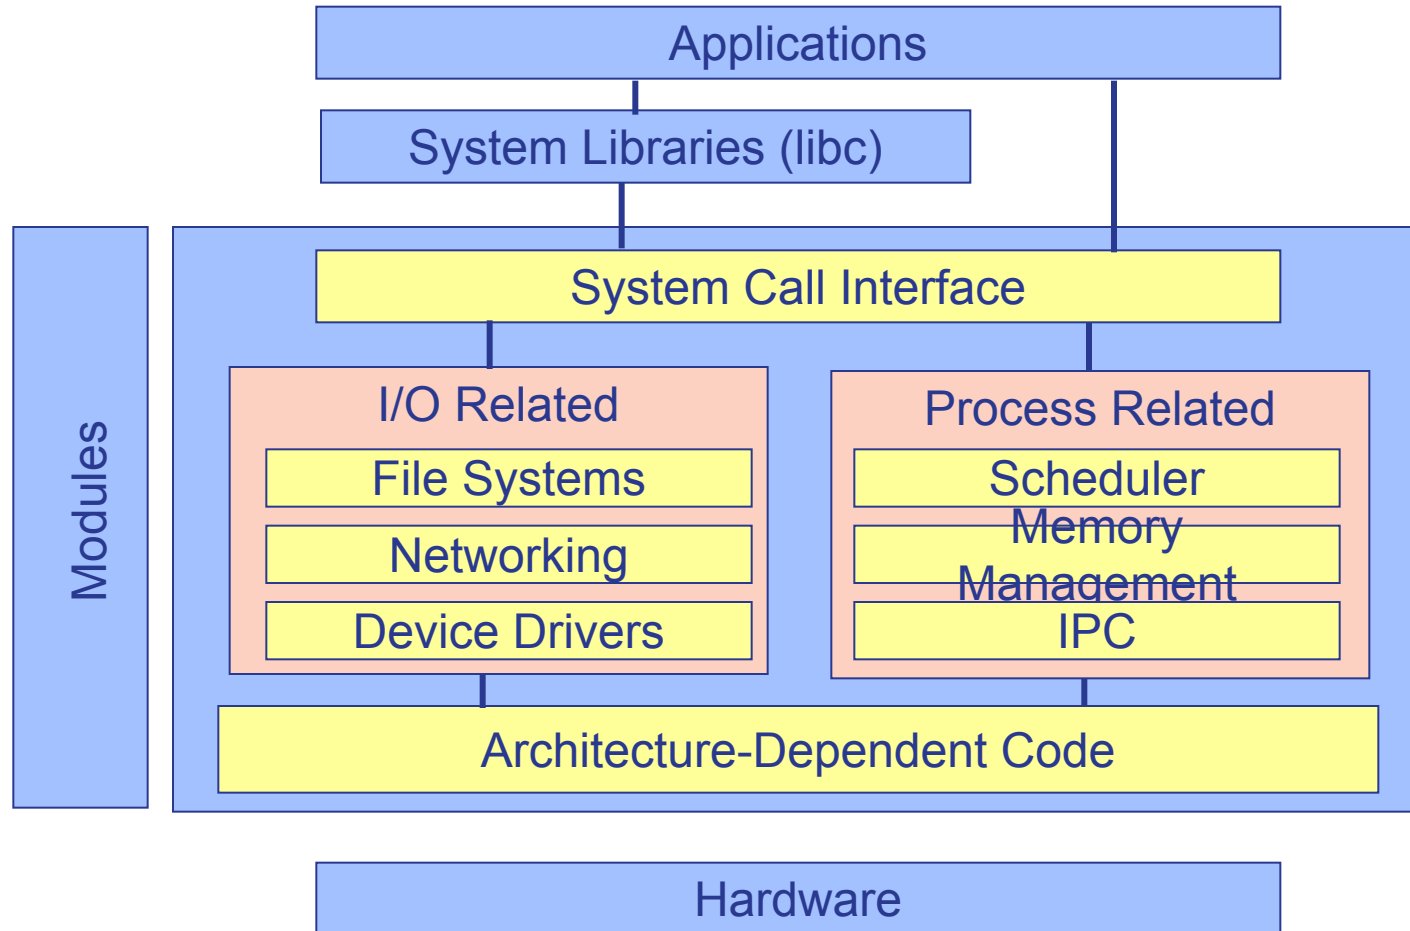 Applications
System Libraries (libc)
System Call Interface
Modules
I/O Related
File Systems
Networking
Device Drivers
Process Related
Scheduler
Memory
Management
IPC
Architecture-Dependent Code
Hardware